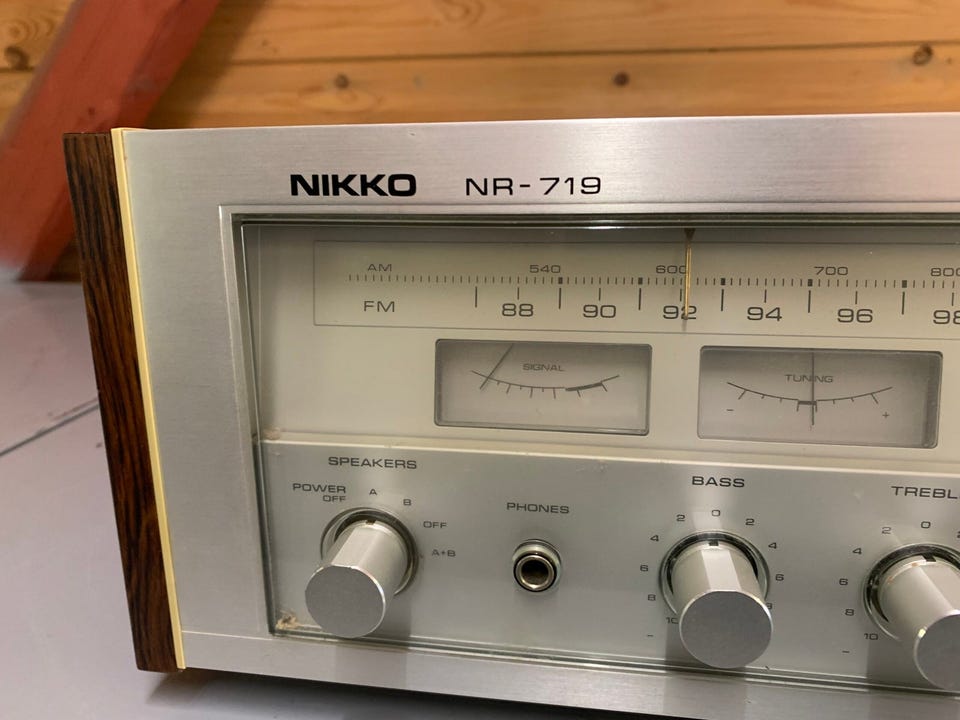 NIKKO NR-719
AM 540 600 700 800
FM 88 90 92 94 96 98
SIGNAL
TUNING
- +
SPEAKERS
POWER OFF A B OFF A+B
PHONES
BASS
2 0 2
4 4
6 6
8 8
10
-
TREBL
2 0
4
6
8
10
-